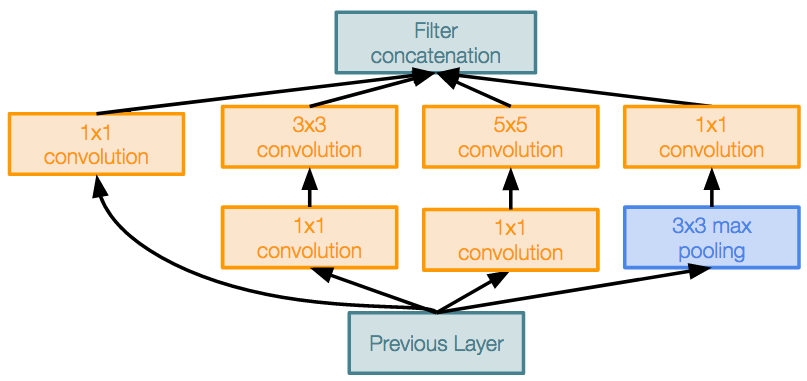 Filter
concatenation
1x1
convolution
3x3
convolution
5x5
convolution
1x1
convolution
1x1
convolution
1x1
convolution
3x3 max
pooling
Previous Layer